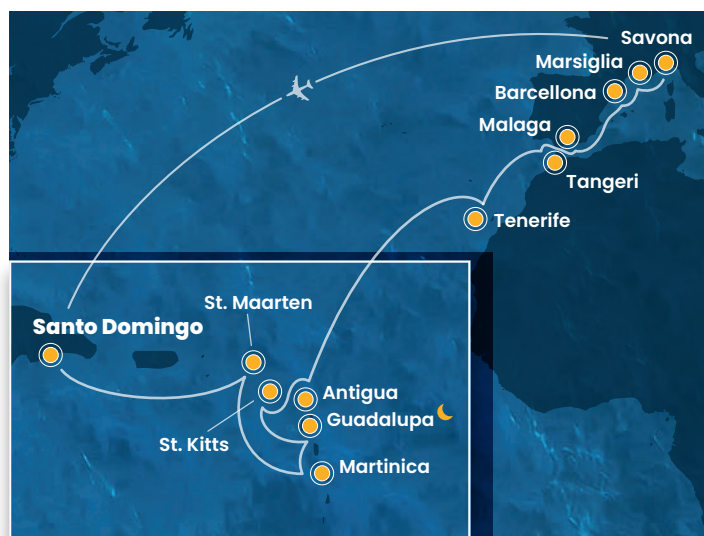 Savona
Marsiglia
Barcellona
Malaga
Tangeri
Tenerife
St. Maarten
Santo Domingo
Antigua
Guadalupa
St. Kitts
Martinica